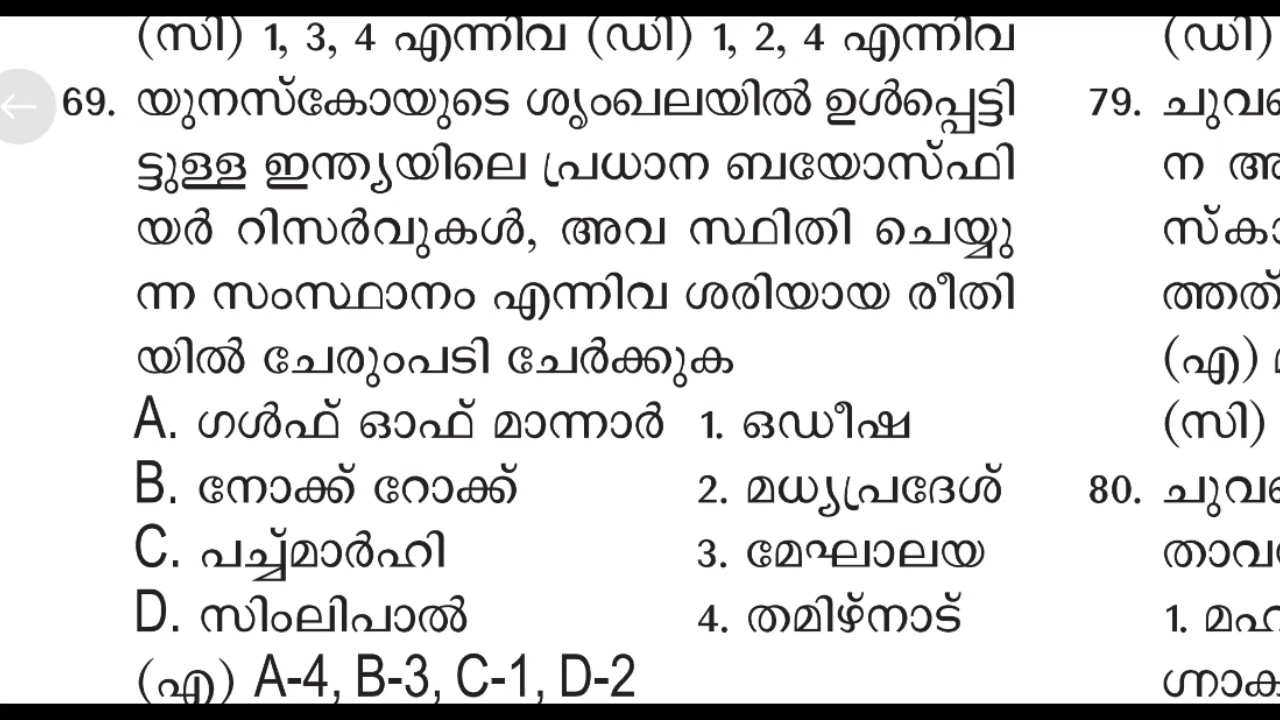 (സി) 1, 3, 4 എന്നിവ (ഡി) 1, 2, 4 എന്നിവ
69. യുനസ്കോയുടെ ശൃംഖലയിൽ ഉൾപ്പെട്ടി
ട്ടുള്ള ഇന്ത്യയിലെ പ്രധാന ബയോസ്ഫി
യർ റിസർവുകൾ, അവ സ്ഥിതി ചെയ്യു
ന്ന സംസ്ഥാനം എന്നിവ ശരിയായ രീതി
യിൽ ചേരുംപടി ചേർക്കുക
A. ഗൾഫ് ഓഫ് മാന്നാർ 1. ഒഡീഷ
B. നോക്ക് റോക്ക് 2. മധ്യപ്രദേശ്
C. പച്ച്മാർഹി 3. മേഘാലയ
D. സിംലിപാൽ 4. തമിഴ്നാട്
(എ) A-4, B-3, C-1, D-2
(ഡി)
79.
ന
(എ)
(സി)
80.
1.